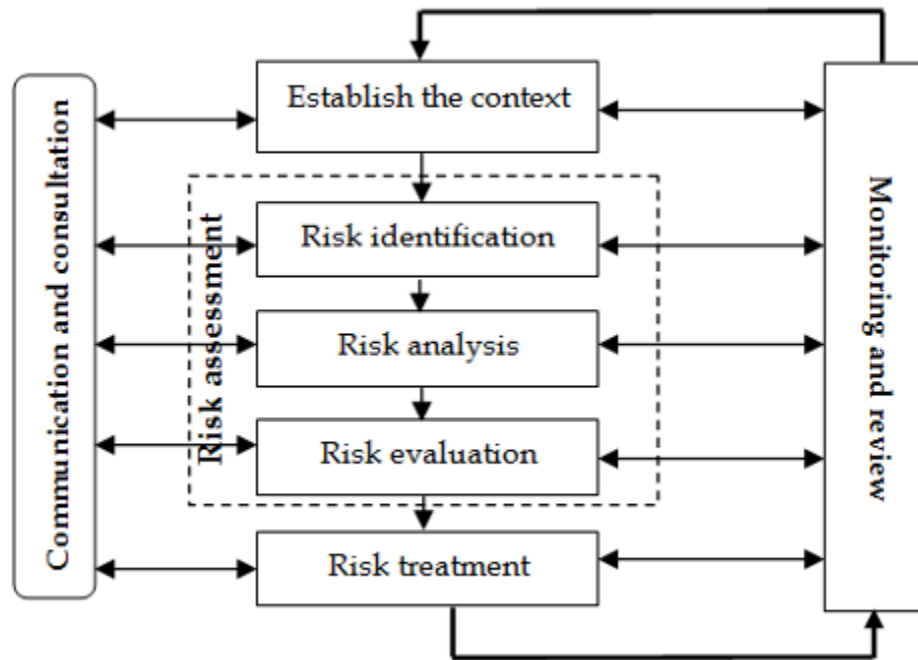 Communication and consultation
Establish the context
Risk assessment
Risk identification
Risk analysis
Risk evaluation
Risk treatment
Monitoring and review